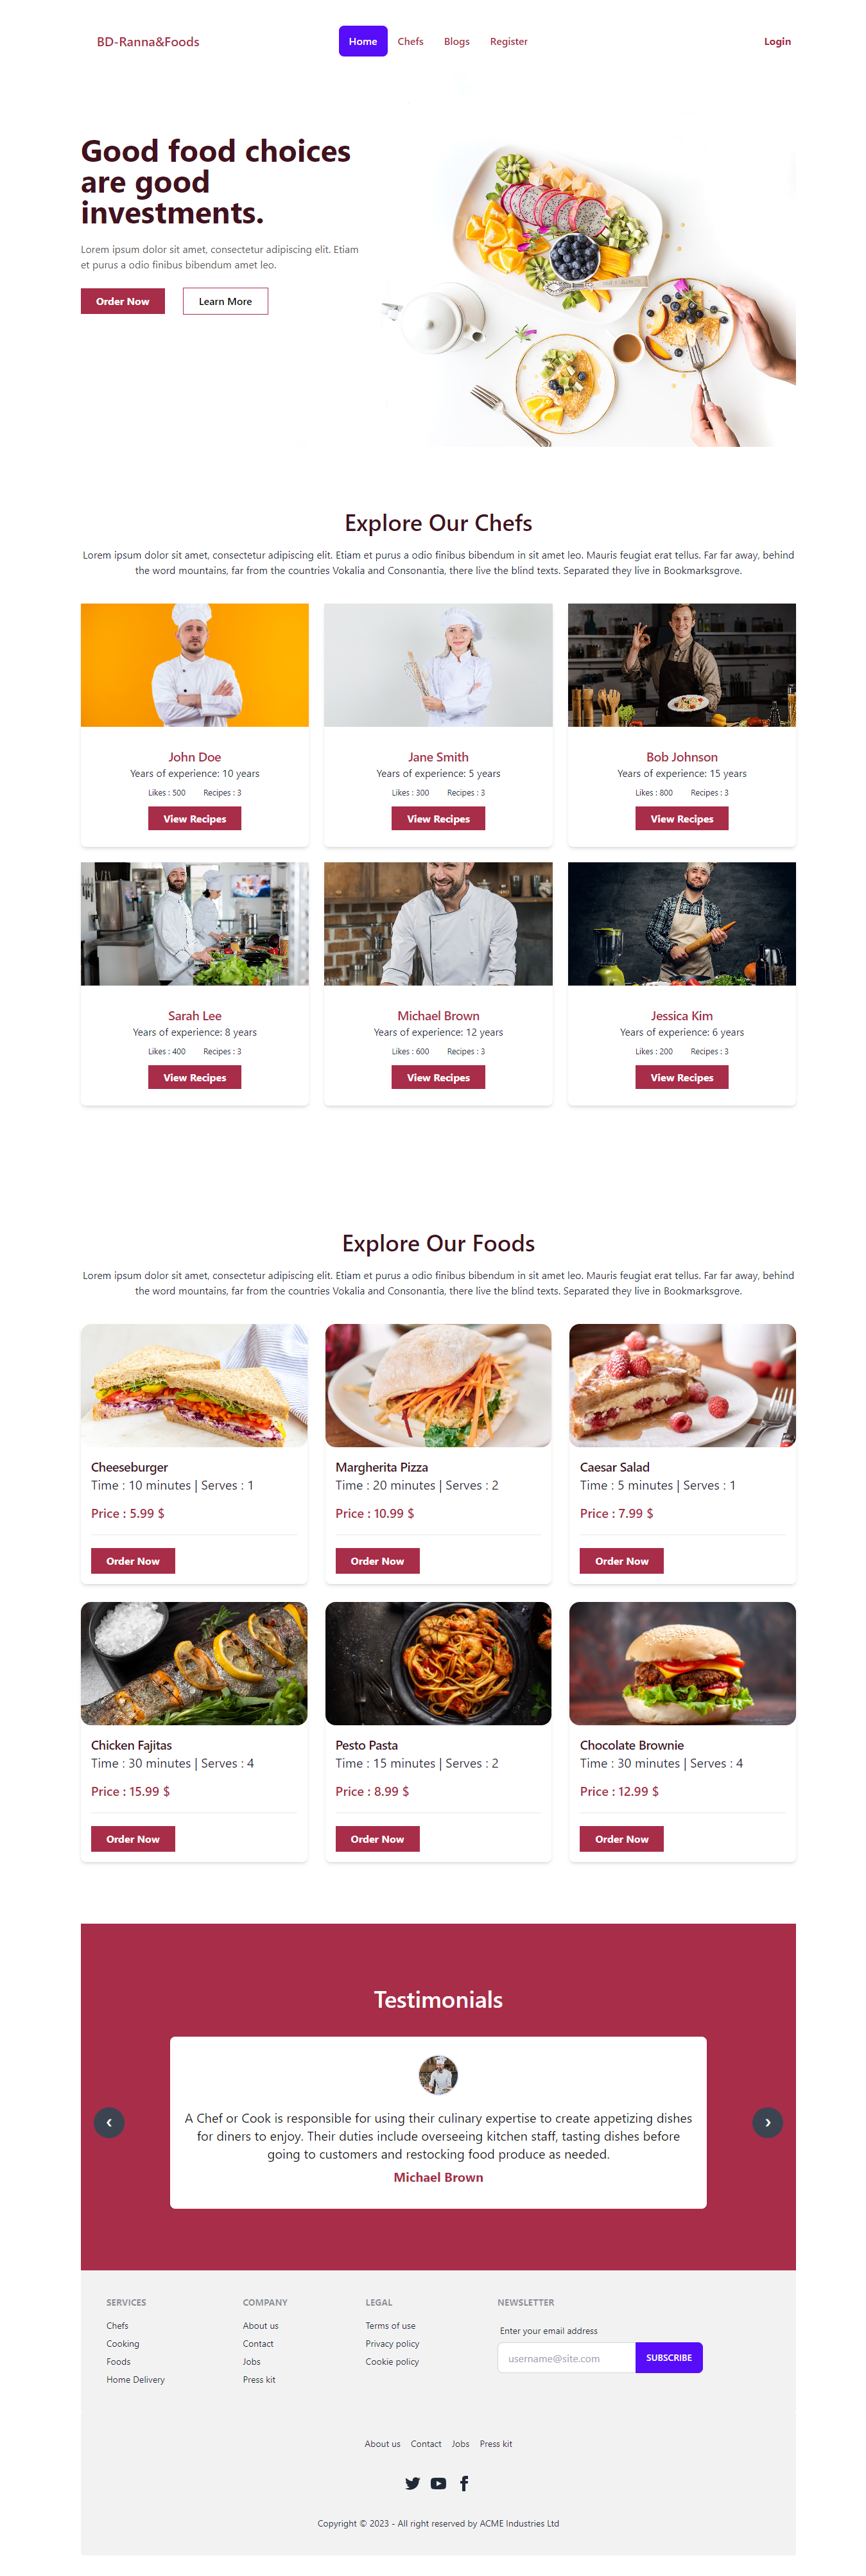 BD-Ranna&Foods
Home Chefs Blogs Register
Login
Good food choices
are good
investments.
Lorem ipsum dolor sit amet, consectetur adipiscing elit. Etiam
et purus a odio finibus bibendum amet leo.
Order Now Learn More
Explore Our Chefs
Lorem ipsum dolor sit amet, consectetur adipiscing elit. Etiam et purus a odio finibus bibendum in sit amet leo. Mauris feugiat erat tellus. Far far away, behind
the word mountains, far from the countries Vokalia and Consonantia, there live the blind texts. Separated they live in Bookmarksgrove.
John Doe
Years of experience: 10 years
Likes : 500 Recipes : 3
View Recipes
Jane Smith
Years of experience: 5 years
Likes : 300 Recipes : 3
View Recipes
Bob Johnson
Years of experience: 15 years
Likes : 800 Recipes : 3
View Recipes
Sarah Lee
Years of experience: 8 years
Likes : 400 Recipes : 3
View Recipes
Michael Brown
Years of experience: 12 years
Likes : 600 Recipes : 3
View Recipes
Jessica Kim
Years of experience: 6 years
Likes : 200 Recipes : 3
View Recipes
Explore Our Foods
Lorem ipsum dolor sit amet, consectetur adipiscing elit. Etiam et purus a odio finibus bibendum in sit amet leo. Mauris feugiat erat tellus. Far far away, behind
the word mountains, far from the countries Vokalia and Consonantia, there live the blind texts. Separated they live in Bookmarksgrove.
Cheeseburger
Time : 10 minutes | Serves : 1
Price : 5.99 $
Order Now
Margherita Pizza
Time : 20 minutes | Serves : 2
Price : 10.99 $
Order Now
Caesar Salad
Time : 5 minutes | Serves : 1
Price : 7.99 $
Order Now
Chicken Fajitas
Time : 30 minutes | Serves : 4
Price : 15.99 $
Order Now
Pesto Pasta
Time : 15 minutes | Serves : 2
Price : 8.99 $
Order Now
Chocolate Brownie
Time : 30 minutes | Serves : 4
Price : 12.99 $
Order Now
Testimonials
A Chef or Cook is responsible for using their culinary expertise to create appetizing dishes
for diners to enjoy. Their duties include overseeing kitchen staff, tasting dishes before
going to customers and restocking food produce as needed.
Michael Brown
❮ ❯
SERVICES
Chefs
Cooking
Foods
Home Delivery
COMPANY
About us
Contact
Jobs
Press kit
LEGAL
Terms of use
Privacy policy
Cookie policy
NEWSLETTER
Enter your email address
username@site.com SUBSCRIBE
About us Contact Jobs Press kit
Copyright © 2023 - All right reserved by ACME Industries Ltd